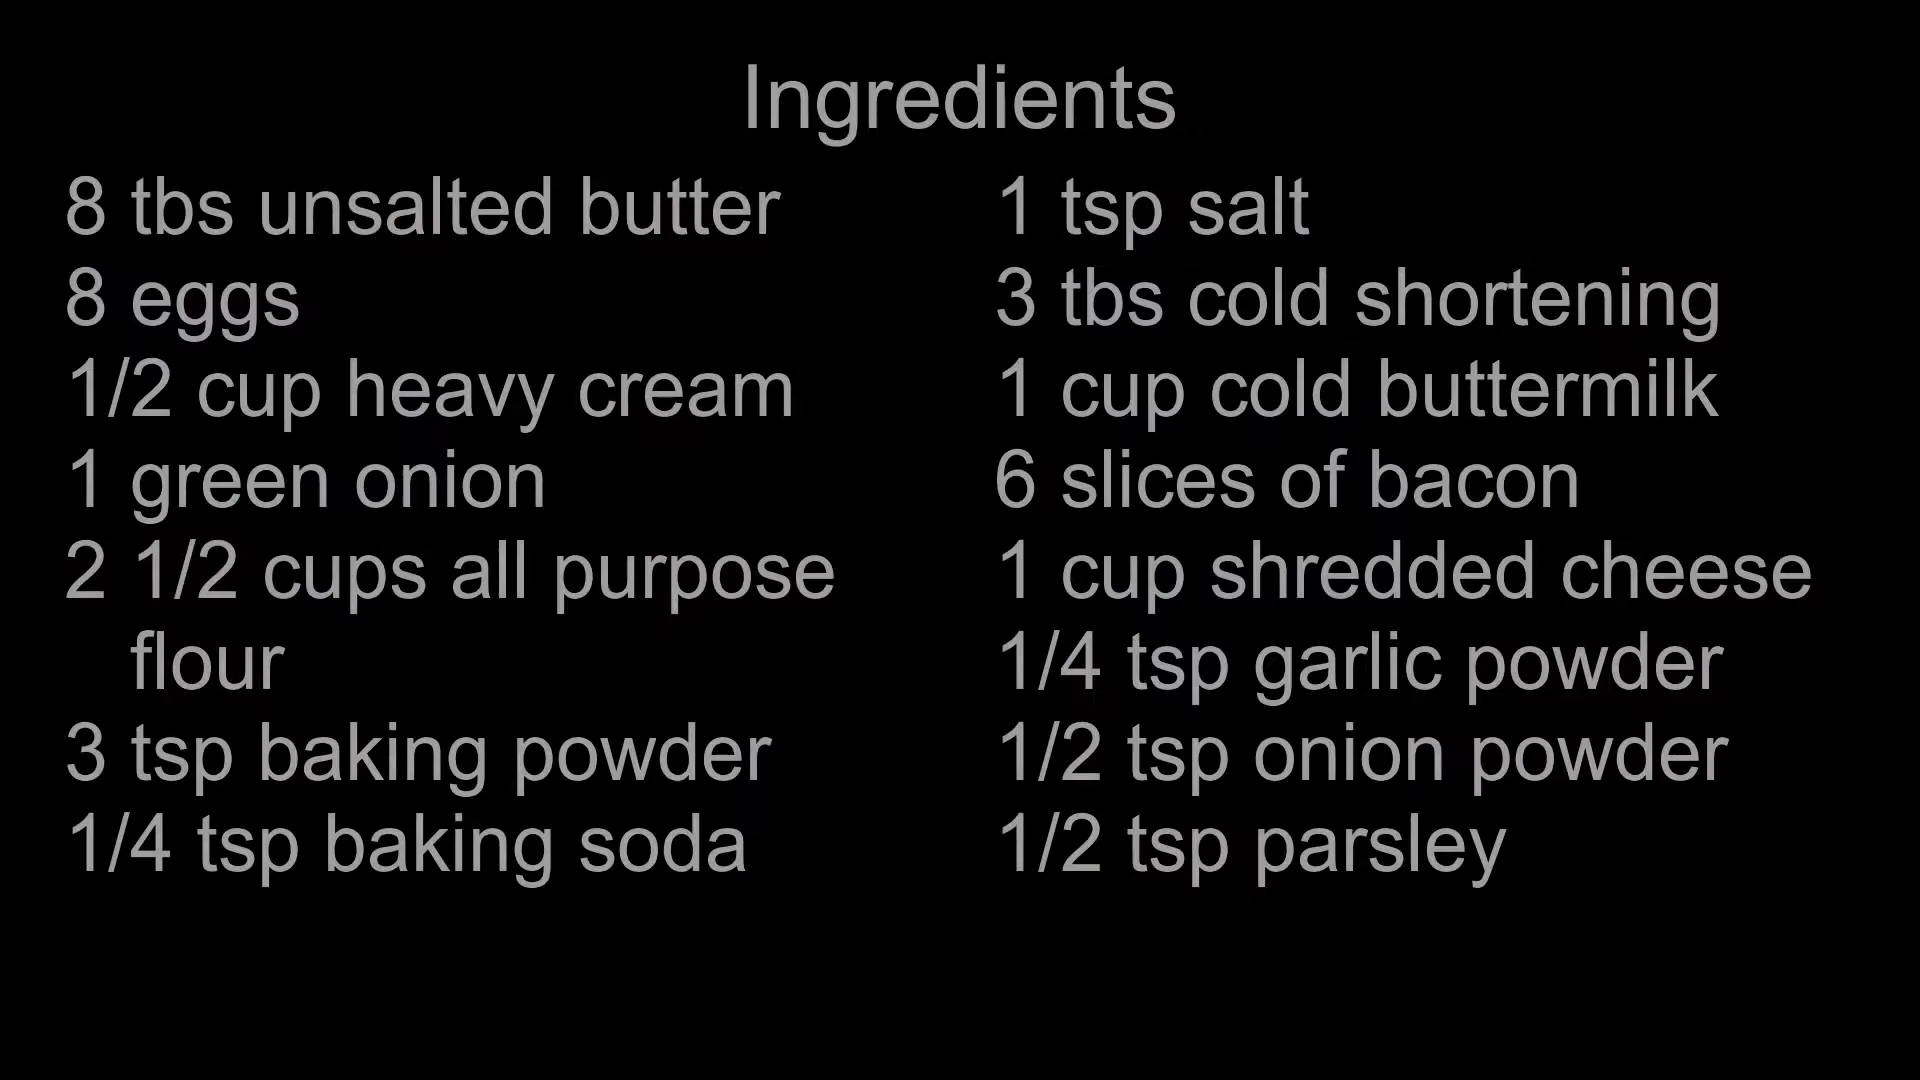 Ingredients
8 tbs unsalted butter
8 eggs
1/2 cup heavy cream
1 green onion
2 1/2 cups all purpose
flour
3 tsp baking powder
1/4 tsp baking soda
1 tsp salt
3 tbs cold shortening
1 cup cold buttermilk
6 slices of bacon
1 cup shredded cheese
1/4 tsp garlic powder
1/2 tsp onion powder
1/2 tsp parsley